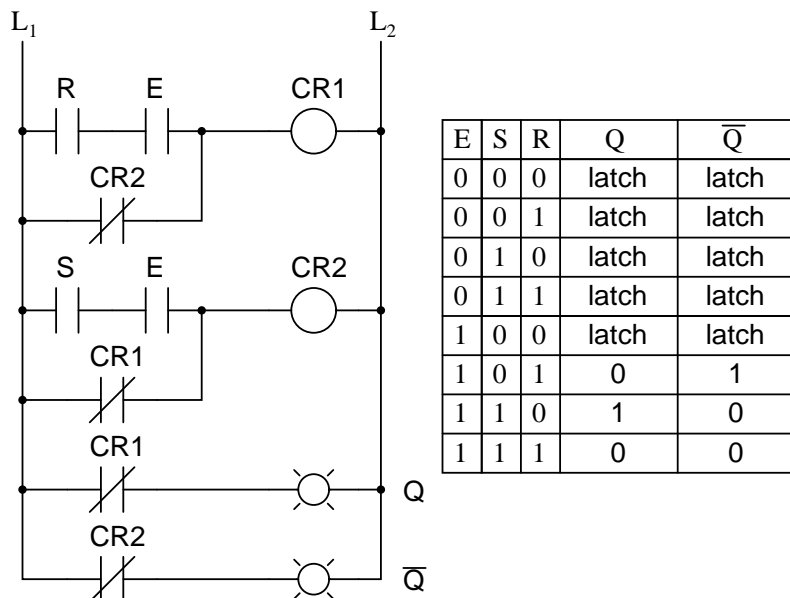 L₁ L₂
R E CR1
CR2
S E CR2
CR1
CR1
Q
CR2
Q̅
E S R Q Q̅
0 0 0 latch latch
0 0 1 latch latch
0 1 0 latch latch
0 1 1 latch latch
1 0 0 latch latch
1 0 1 0 1
1 1 0 1 0
1 1 1 0 0